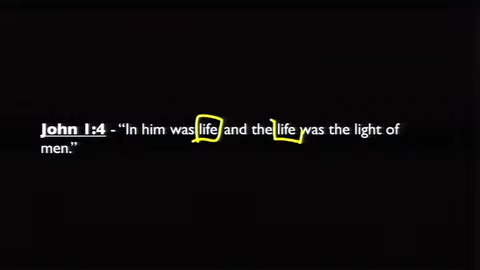 John 1:4 - “In him was life and the life was the light of
men.”